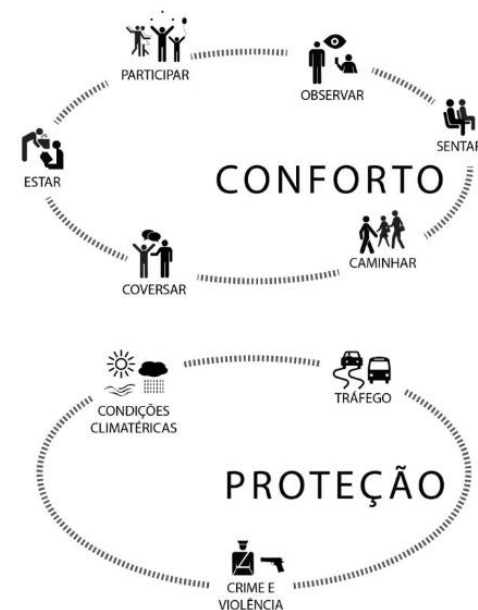 PARTICIPAR
OBSERVAR
SENTAR
ESTAR
CONFORTO
CAMINHAR
COVERSAR
CONDIÇÕES
CLIMATÉRICAS
TRÁFEGO
PROTEÇÃO
CRIME E
VIOLÊNCIA